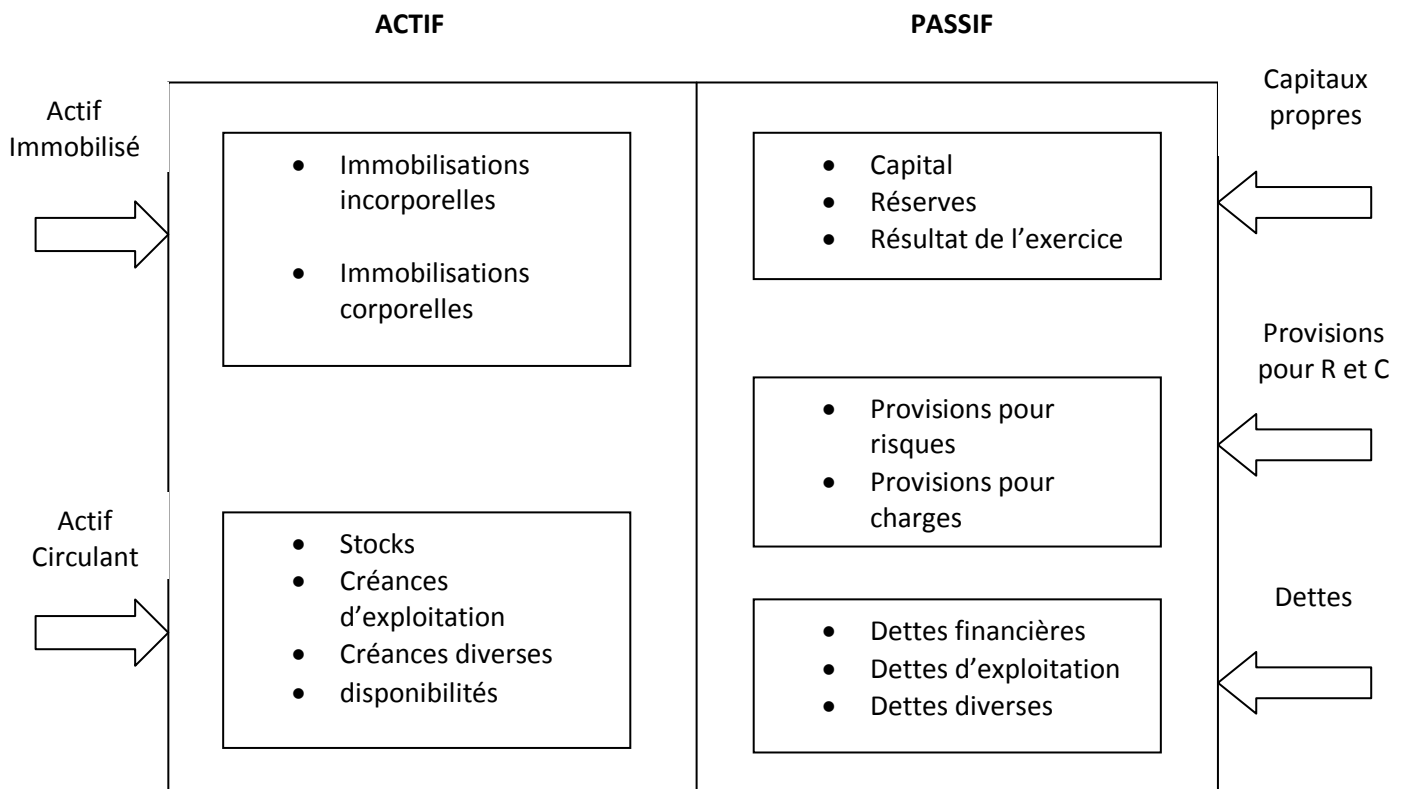 ACTIF
PASSIF
Actif
Immobilisé
• Immobilisations
incorporelles
• Immobilisations
corporelles
Actif
Circulant
• Stocks
• Créances
d’exploitation
• Créances diverses
• disponibilités
Capitaux
propres
• Capital
• Réserves
• Résultat de l’exercice
Provisions
pour R et C
• Provisions pour
risques
• Provisions pour
charges
Dettes
• Dettes financières
• Dettes d’exploitation
• Dettes diverses